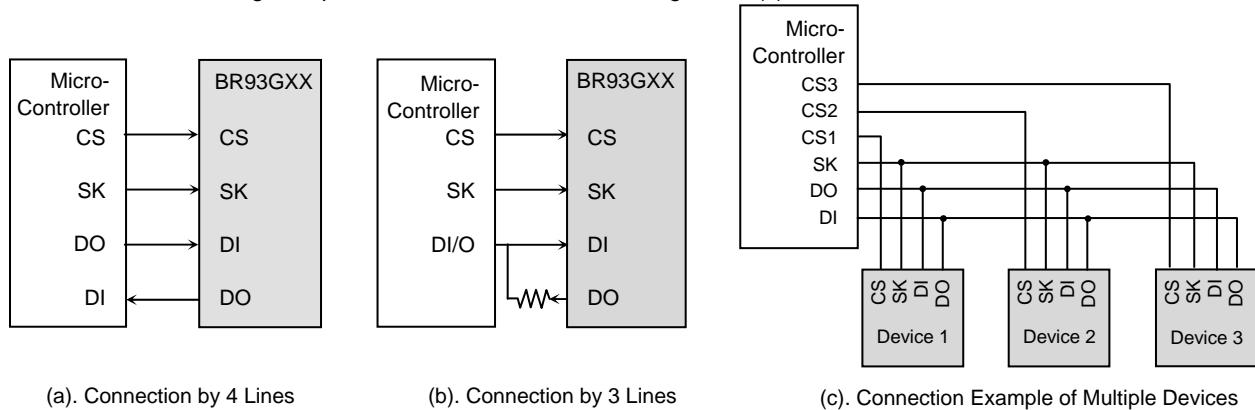 Micro-
Controller
CS
SK
DO
DI
BR93GXX
CS
SK
DI
DO
(a). Connection by 4 Lines
Micro-
Controller
CS
SK
DI/O
BR93GXX
CS
SK
DI
DO
(b). Connection by 3 Lines
Micro-
Controller
CS3
CS2
CS1
SK
DO
DI
CS
SK
DI
DO
Device 1
CS
SK
DI
DO
Device 2
CS
SK
DI
DO
Device 3
(c). Connection Example of Multiple Devices